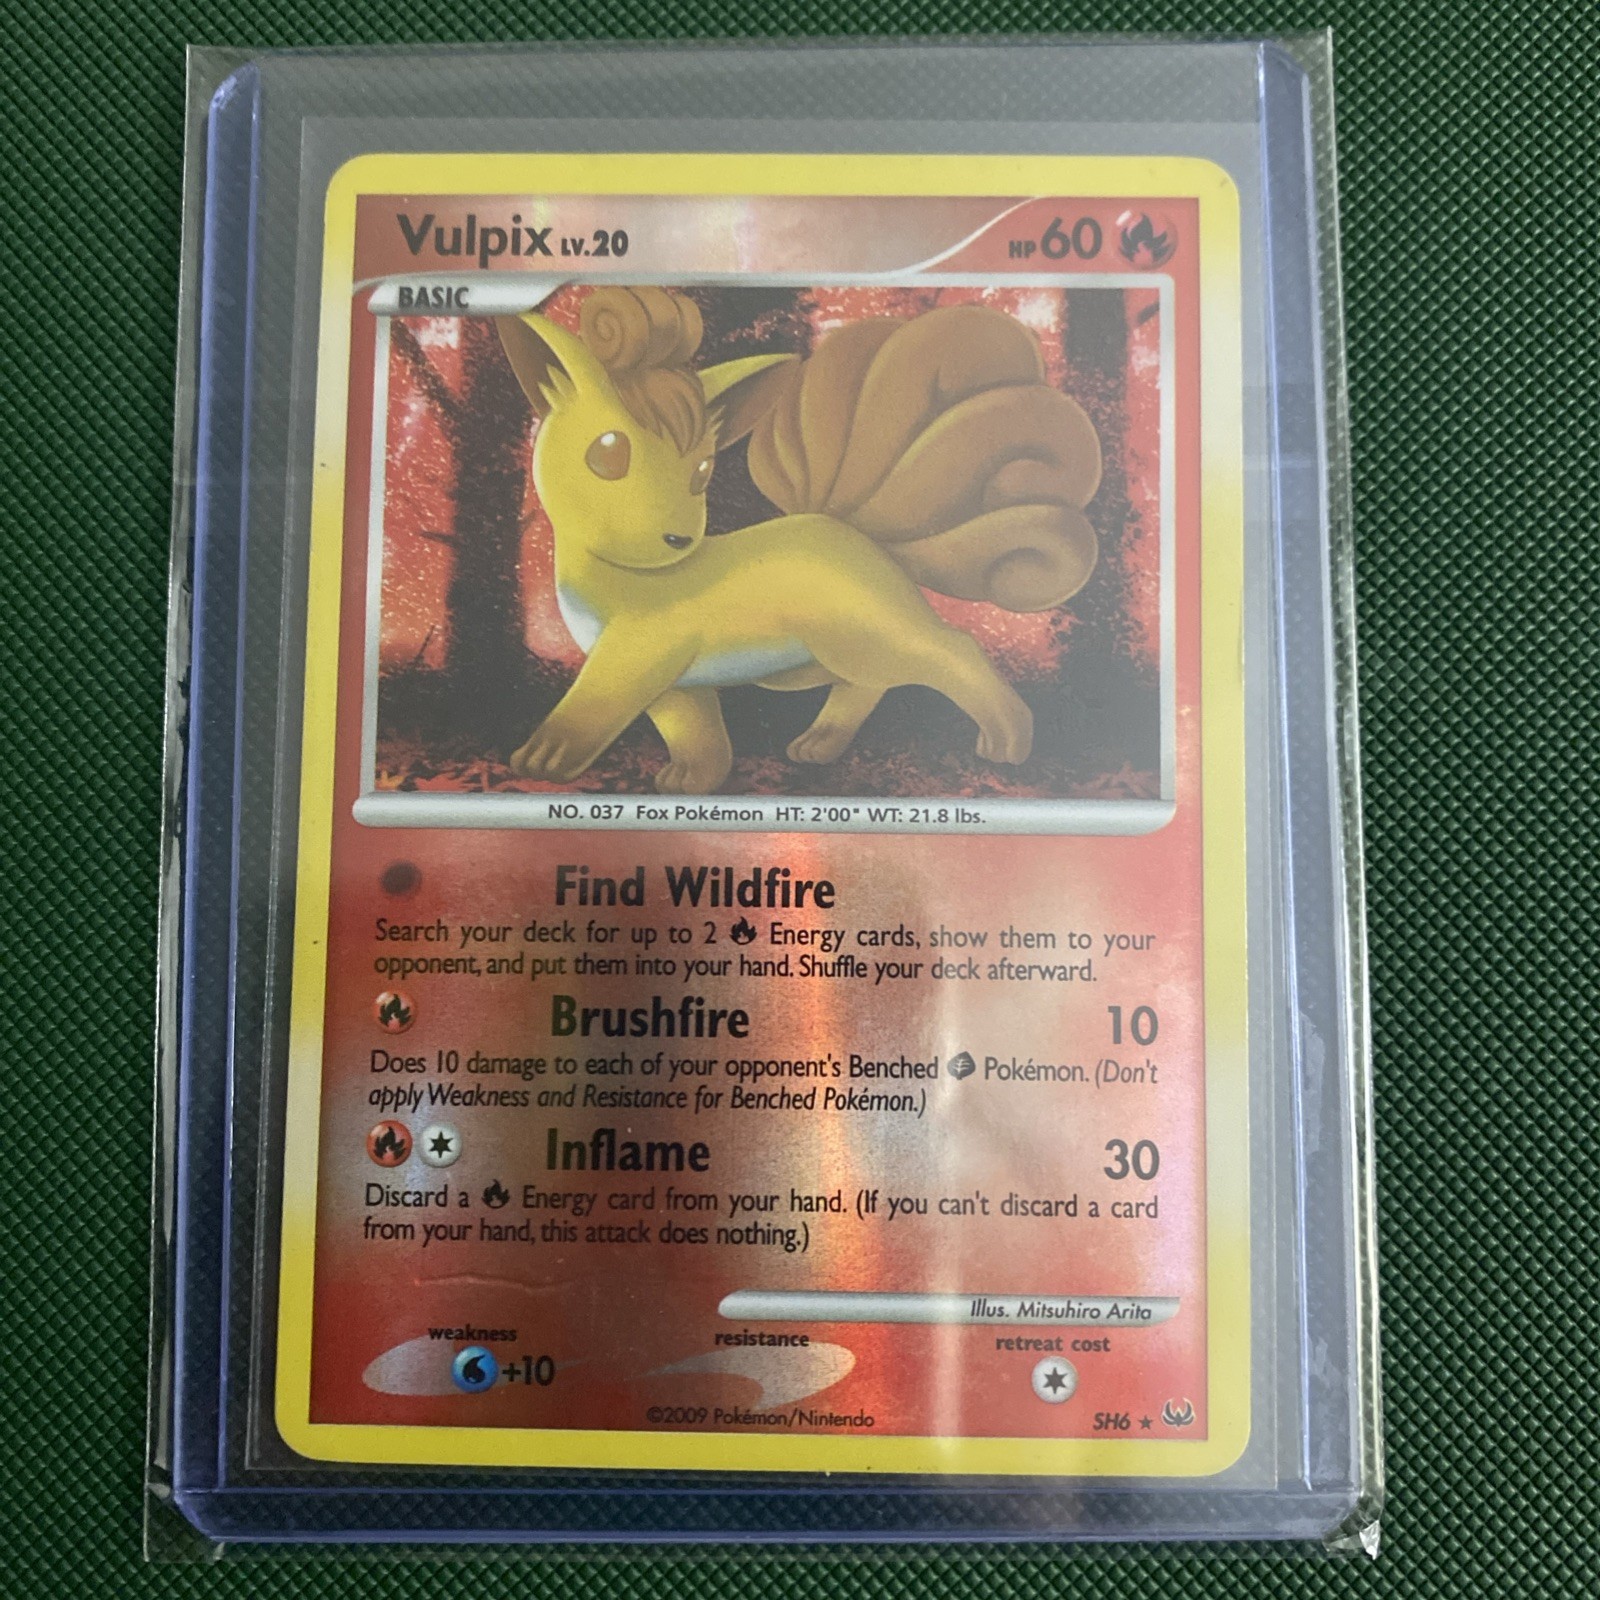 Vulpix LV.20 HP 60
BASIC
NO. 037 Fox Pokémon HT: 2'00" WT: 21.8 lbs.
Find Wildfire
Search your deck for up to 2 Energy cards, show them to your
opponent, and put them into your hand. Shuffle your deck afterward.
Brushfire 10
Does 10 damage to each of your opponent's Benched Pokémon. (Don't
apply Weakness and Resistance for Benched Pokémon.)
Inflame 30
Discard a Energy card from your hand. (If you can't discard a card
from your hand, this attack does nothing.)
Illus. Mitsuhiro Arita
weakness resistance retreat cost
+10
©2009 Pokémon/Nintendo SH6